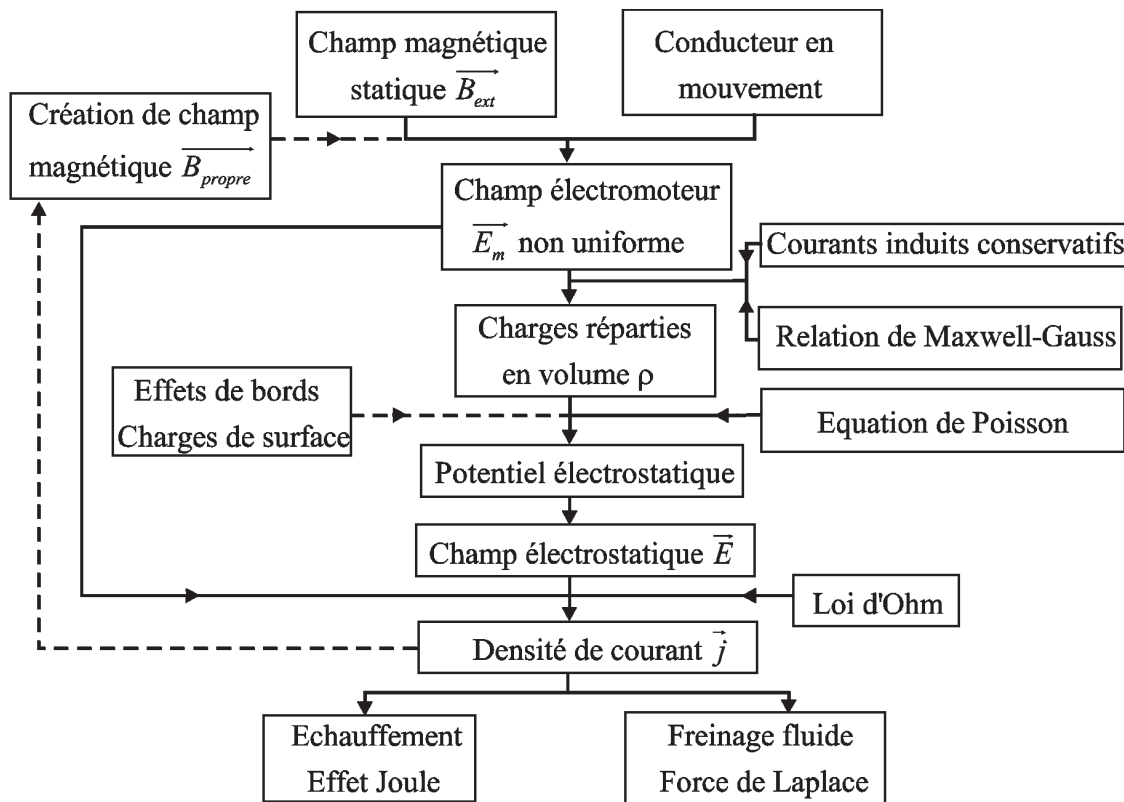 Champ magnétique
statique $\overrightarrow{B_{ext}}$
Conducteur en
mouvement
Création de champ
magnétique $\overrightarrow{B_{propre}}$
Champ électromoteur
$\overrightarrow{E_m}$ non uniforme
Courants induits conservatifs
Charges réparties
en volume ρ
Relation de Maxwell-Gauss
Effets de bords
Charges de surface
Equation de Poisson
Potentiel électrostatique
Champ électrostatique $\overrightarrow{E}$
Loi d'Ohm
Densité de courant $\vec{j}$
Echauffement
Effet Joule
Freinage fluide
Force de Laplace